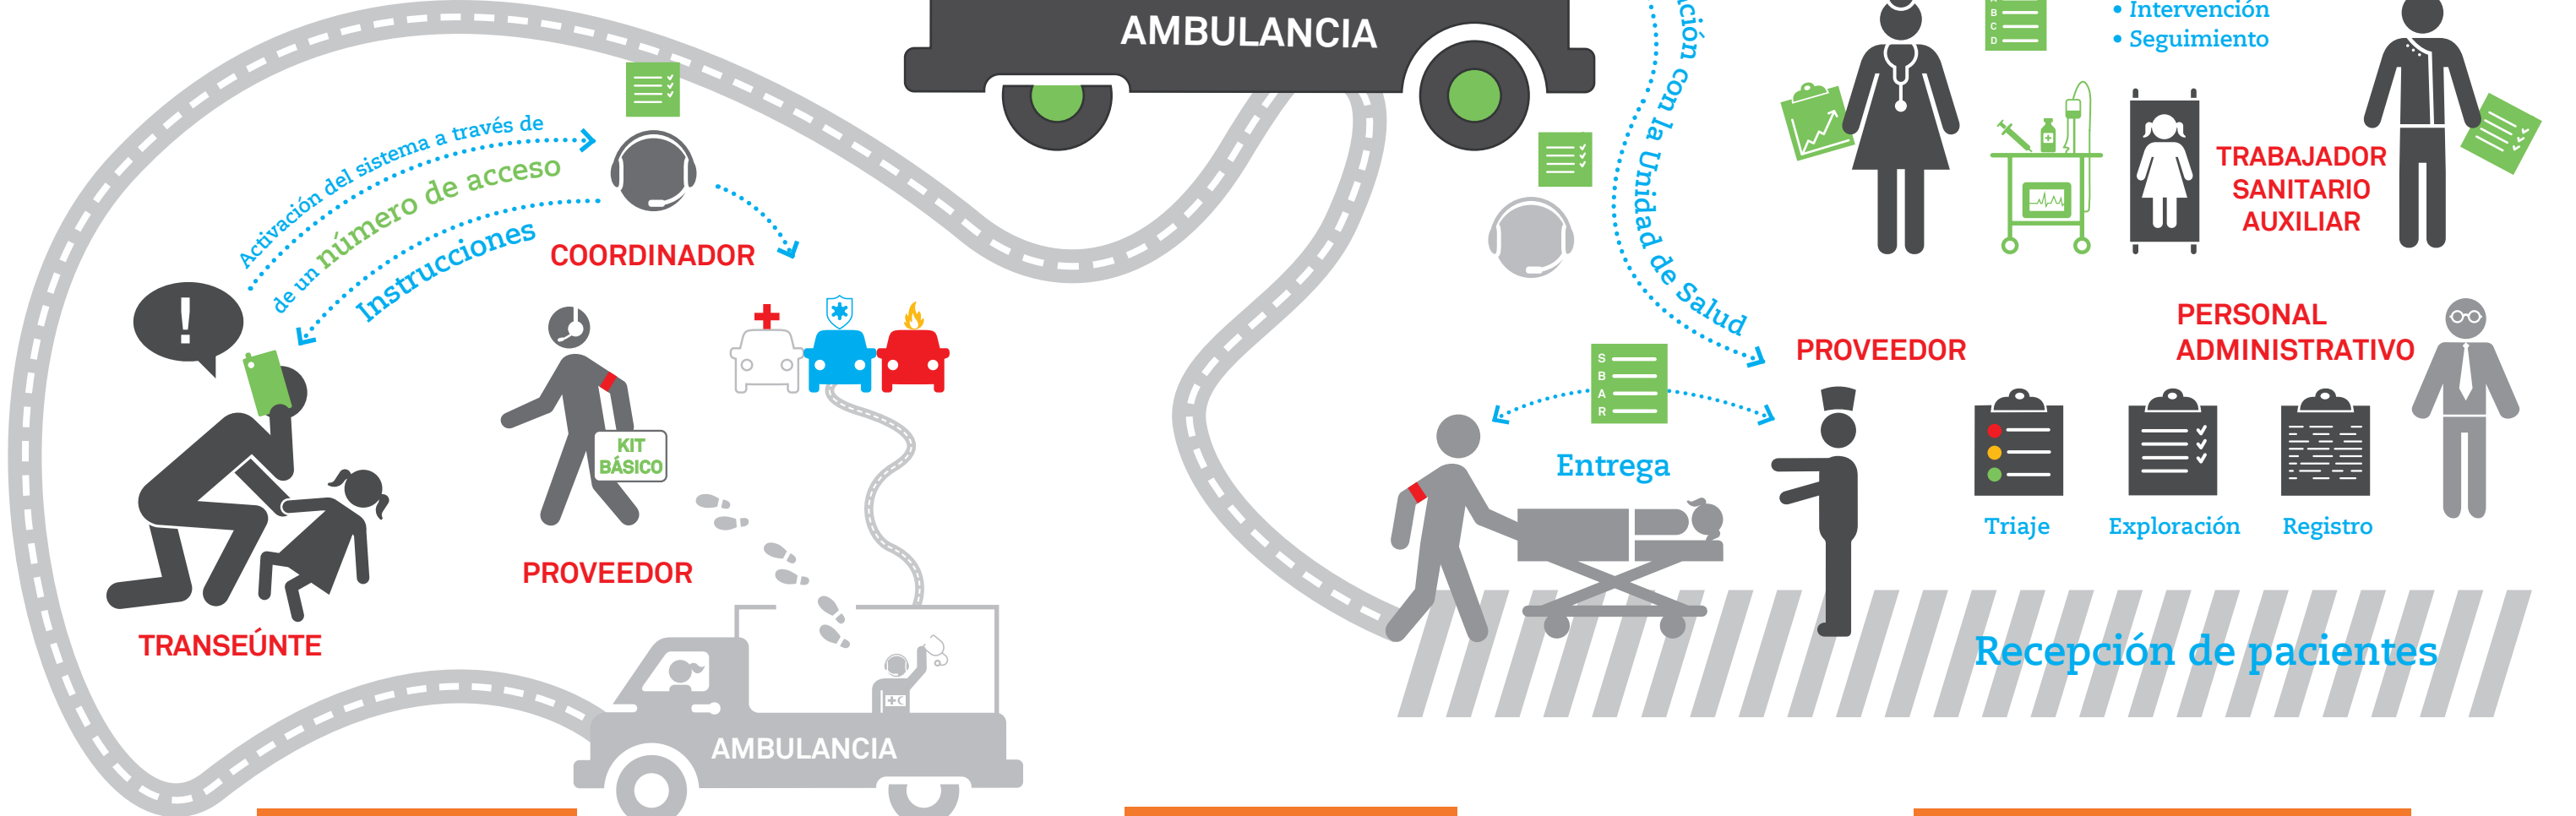 AMBULANCIA
• Intervención
• Seguimiento
A
B
C
D
Activación del sistema a través de
de un número de acceso
Instrucciones
COORDINADOR
con la Unidad de Salud
TRABAJADOR
SANITARIO
AUXILIAR
!
KIT
BÁSICO
PROVEEDOR
TRANSEÚNTE
AMBULANCIA
S
B
A
R
Entrega
PROVEEDOR
PERSONAL
ADMINISTRATIVO
Triaje
Exploración
Registro
Recepción de pacientes